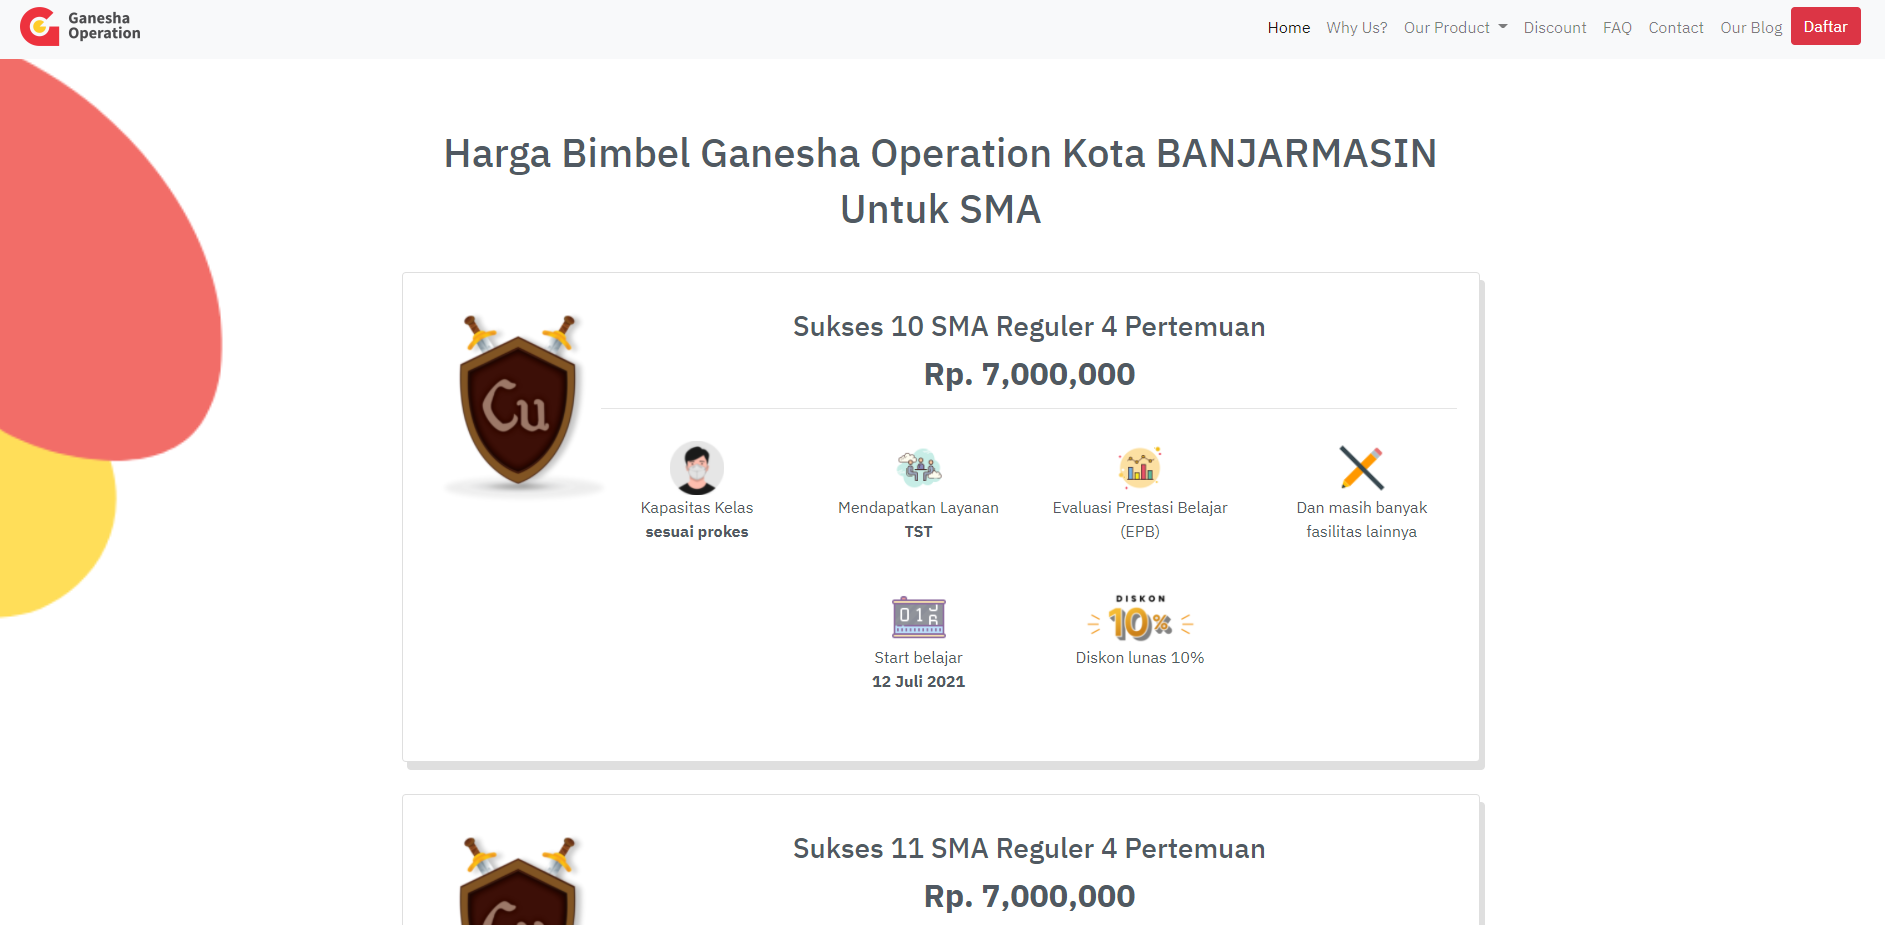 Ganesha
Operation
Home Why Us? Our Product Discount FAQ Contact Our Blog Daftar
Harga Bimbel Ganesha Operation Kota BANJARMASIN
Untuk SMA
Cu
Sukses 10 SMA Reguler 4 Pertemuan
Rp. 7,000,000
Kapasitas Kelas
sesuai prokes
Mendapatkan Layanan
TST
Evaluasi Prestasi Belajar
(EPB)
Dan masih banyak
fasilitas lainnya
Start belajar
12 Juli 2021
DISKON
10%
Diskon lunas 10%
Cu
Sukses 11 SMA Reguler 4 Pertemuan
Rp. 7,000,000